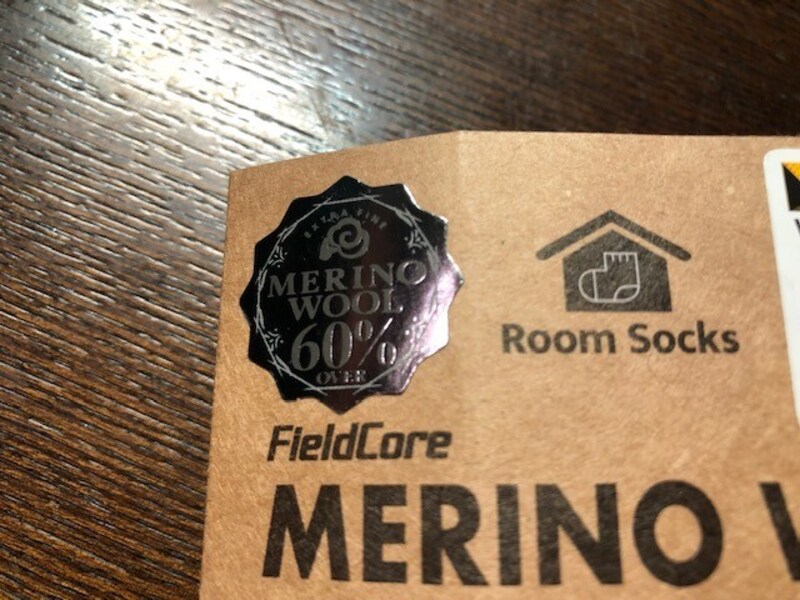 EXTRA FINE
MERINO
WOOL
60%
OVER
Room Socks
FieldCore
MERINO